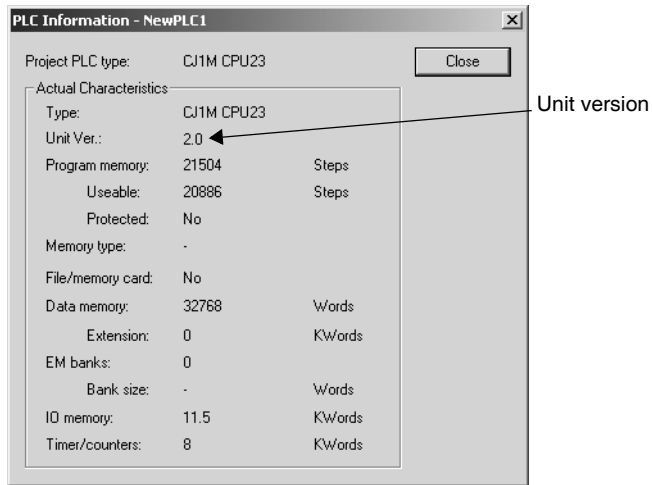 PLC Information - NewPLC1
Project PLC type: CJ1M CPU23 Close
Actual Characteristics
Type: CJ1M CPU23
Unit version
Unit Ver.: 2.0
Program memory: 21504 Steps
Useable: 20886 Steps
Protected: No
Memory type: -
File/memory card: No
Data memory: 32768 Words
Extension: 0 KWords
EM banks: 0
Bank size: - Words
IO memory: 11.5 KWords
Timer/counters: 8 KWords